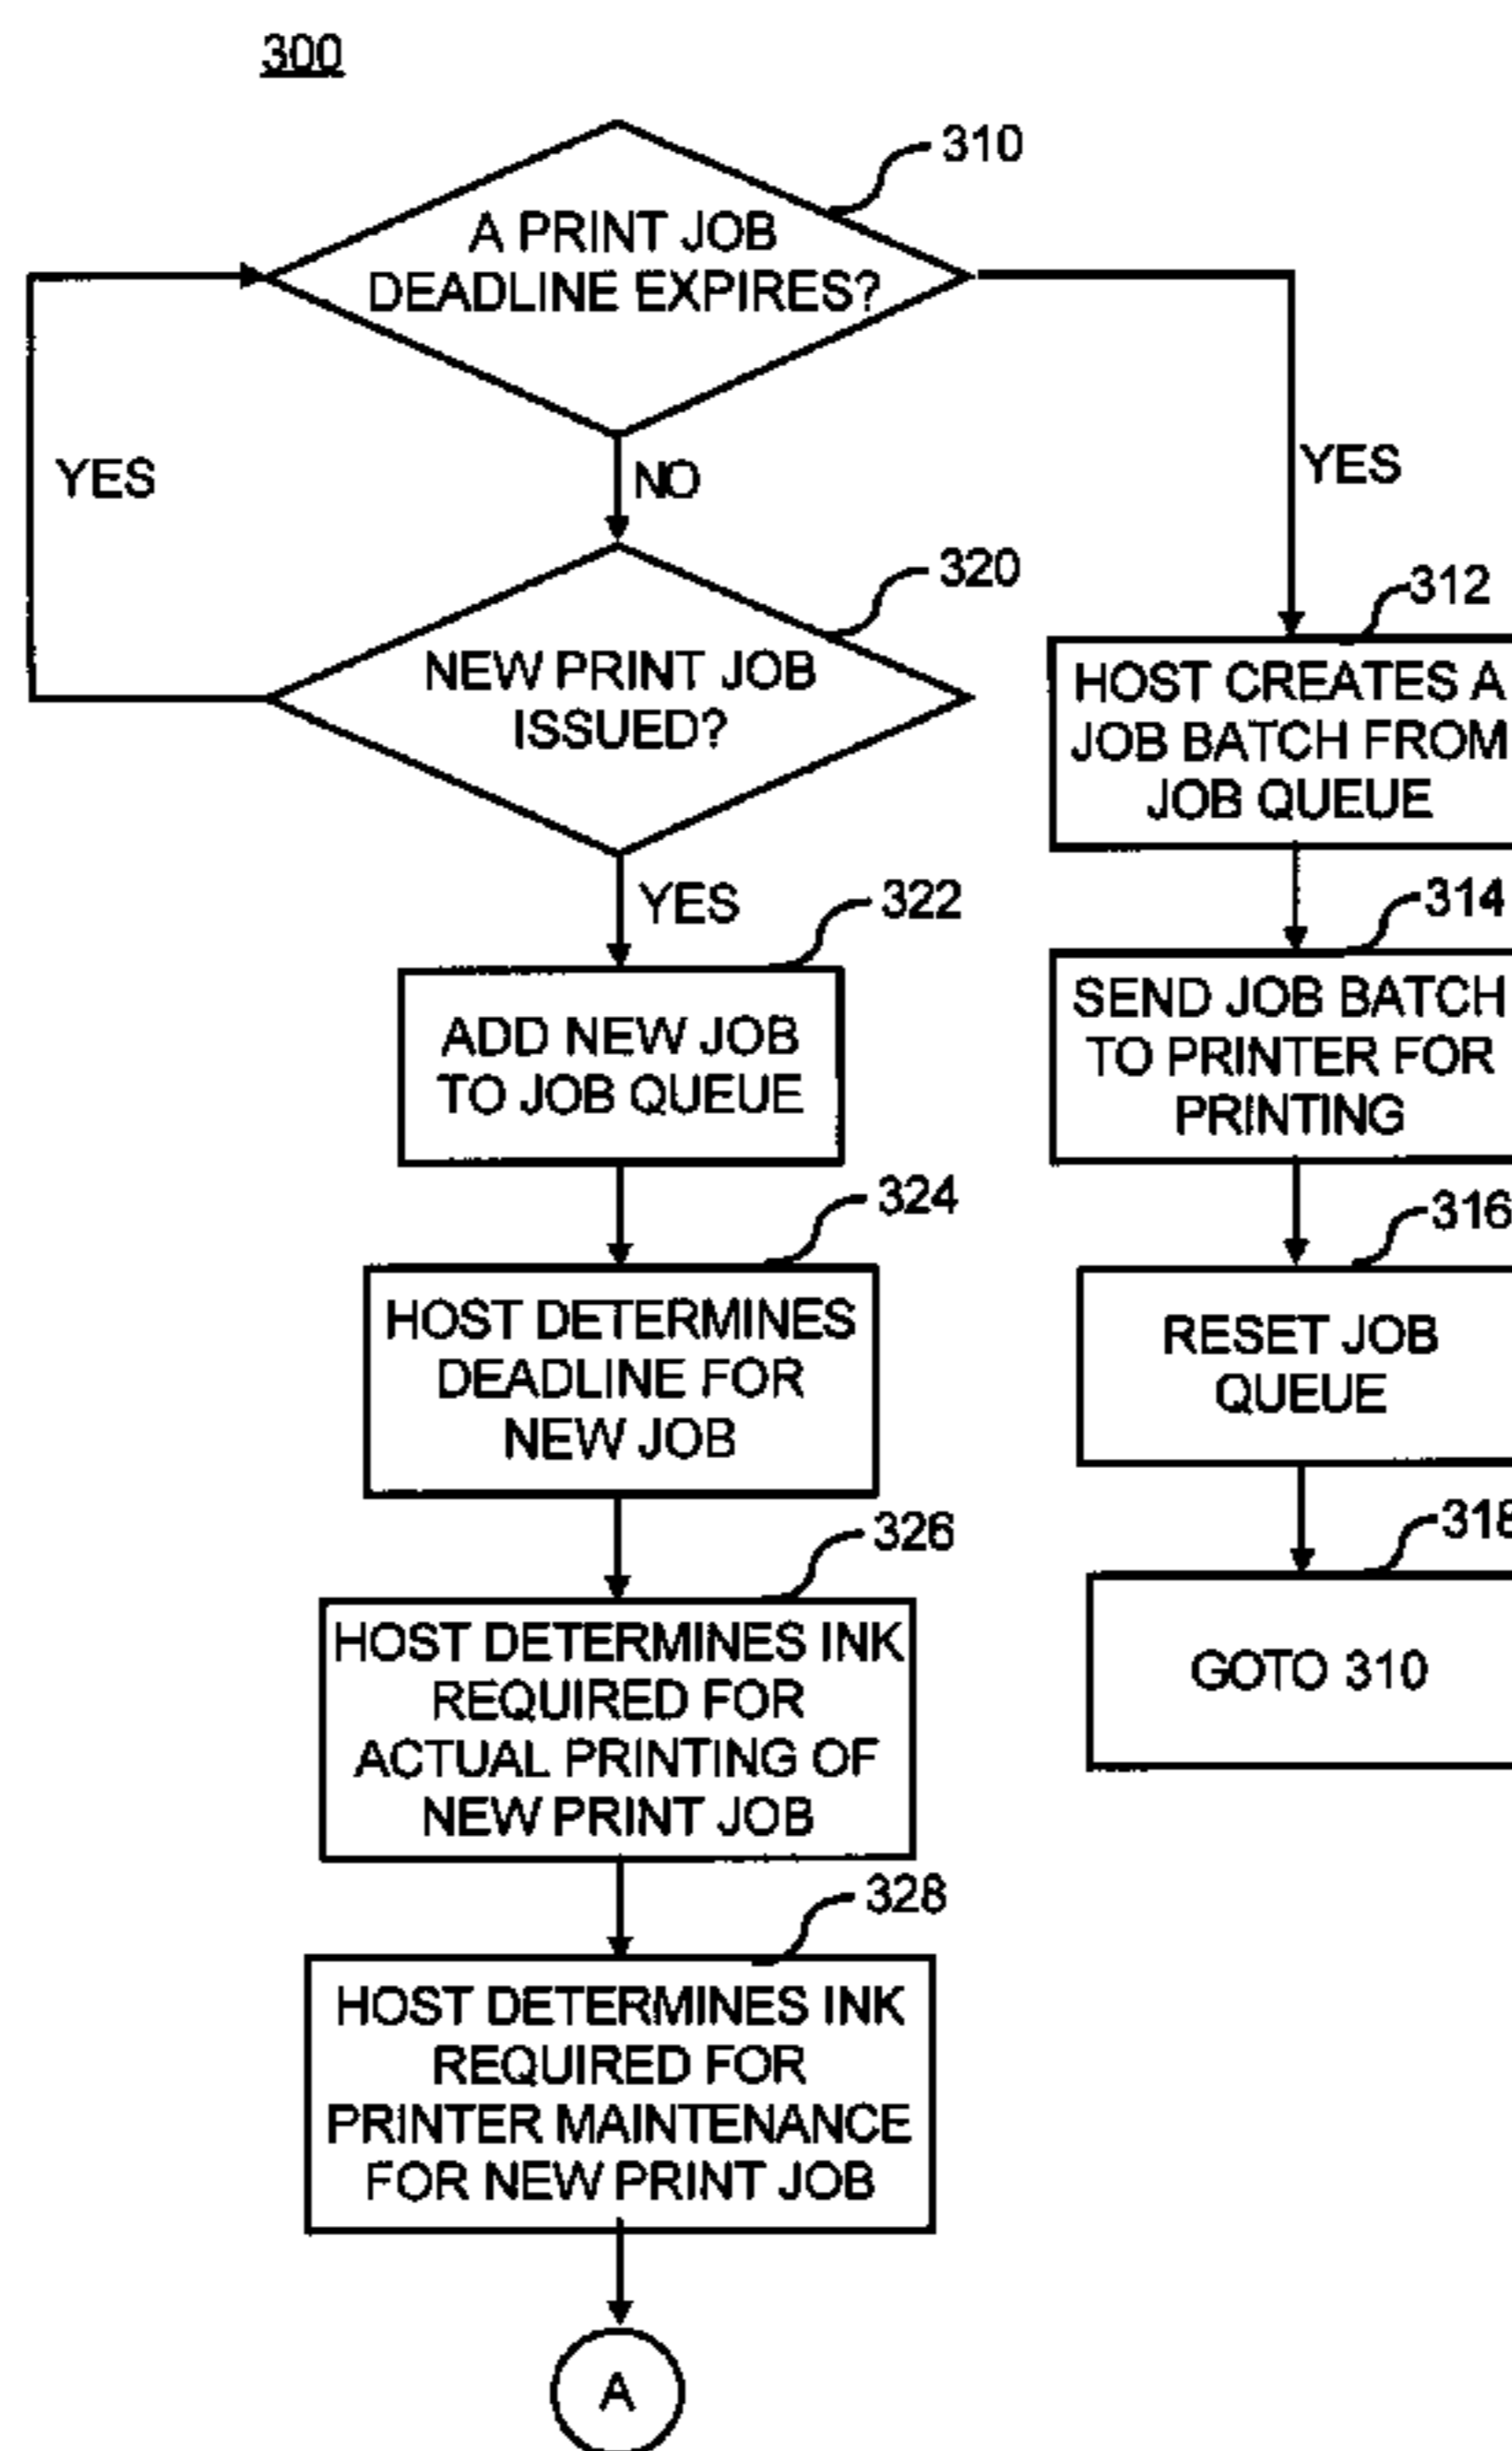 300
310
A PRINT JOB
DEADLINE EXPIRES?
YES
NO
YES
320
NEW PRINT JOB
ISSUED?
312
HOST CREATES A
JOB BATCH FROM
JOB QUEUE
YES
322
ADD NEW JOB
TO JOB QUEUE
314
SEND JOB BATCH
TO PRINTER FOR
PRINTING
324
HOST DETERMINES
DEADLINE FOR
NEW JOB
316
RESET JOB
QUEUE
326
HOST DETERMINES INK
REQUIRED FOR
ACTUAL PRINTING OF
NEW PRINT JOB
318
GOTO 310
328
HOST DETERMINES INK
REQUIRED FOR
PRINTER MAINTENANCE
FOR NEW PRINT JOB
A